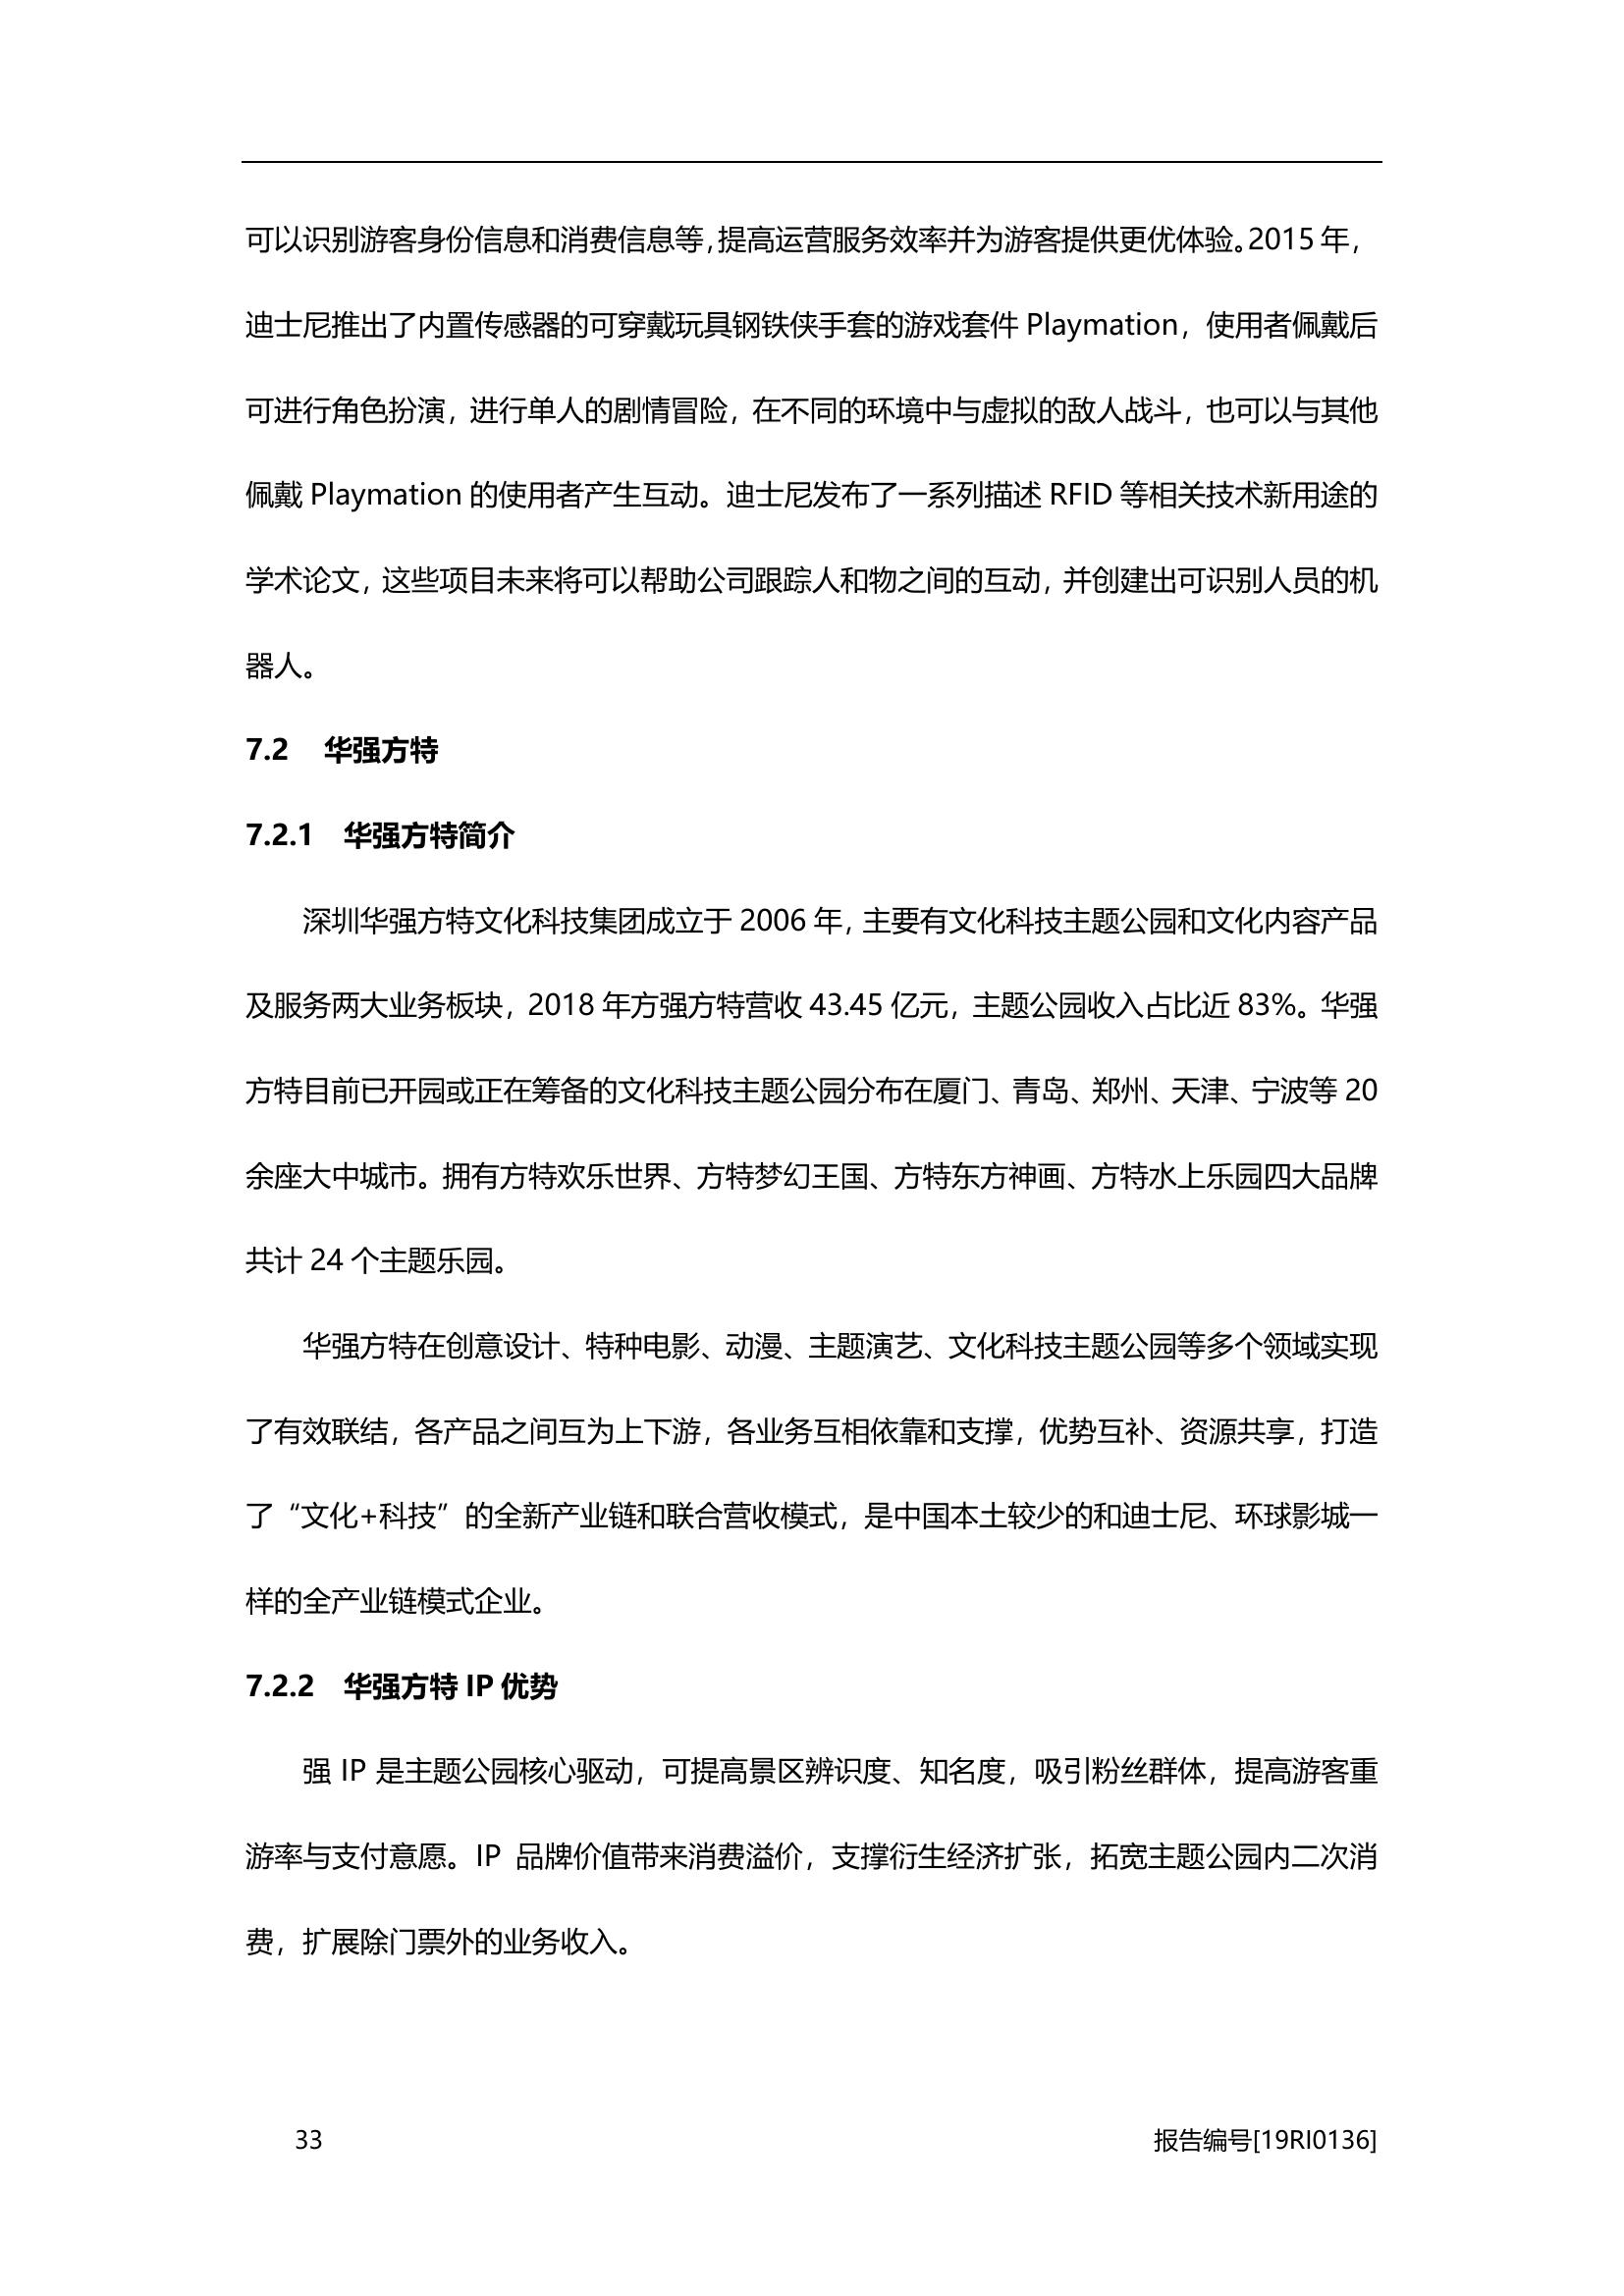 可以识别游客身份信息和消费信息等，提高运营服务效率并为游客提供更优体验。2015 年，
迪士尼推出了内置传感器的可穿戴玩具钢铁侠手套的游戏套件 Playmation，使用者佩戴后
可进行角色扮演，进行单人的剧情冒险，在不同的环境中与虚拟的敌人战斗，也可以与其他
佩戴 Playmation 的使用者产生互动。迪士尼发布了一系列描述 RFID 等相关技术新用途的
学术论文，这些项目未来将可以帮助公司跟踪人和物之间的互动，并创建出可识别人员的机
器人。
7.2 华强方特
7.2.1 华强方特简介
深圳华强方特文化科技集团成立于 2006 年，主要有文化科技主题公园和文化内容产品
及服务两大业务板块，2018 年方强方特营收 43.45 亿元，主题公园收入占比近 83%。华强
方特目前已开园或正在筹备的文化科技主题公园分布在厦门、青岛、郑州、天津、宁波等 20
余座大中城市。拥有方特欢乐世界、方特梦幻王国、方特东方神画、方特水上乐园四大品牌
共计 24 个主题乐园。
华强方特在创意设计、特种电影、动漫、主题演艺、文化科技主题公园等多个领域实现
了有效联结，各产品之间互为上下游，各业务互相依靠和支撑，优势互补、资源共享，打造
了“文化+科技”的全新产业链和联合营收模式，是中国本土较少的和迪士尼、环球影城一
样的全产业链模式企业。
7.2.2 华强方特 IP 优势
强 IP 是主题公园核心驱动，可提高景区辨识度、知名度，吸引粉丝群体，提高游客重
游率与支付意愿。IP 品牌价值带来消费溢价，支撑衍生经济扩张，拓宽主题公园内二次消
费，扩展除门票外的业务收入。
33 报告编号[19RI0136]